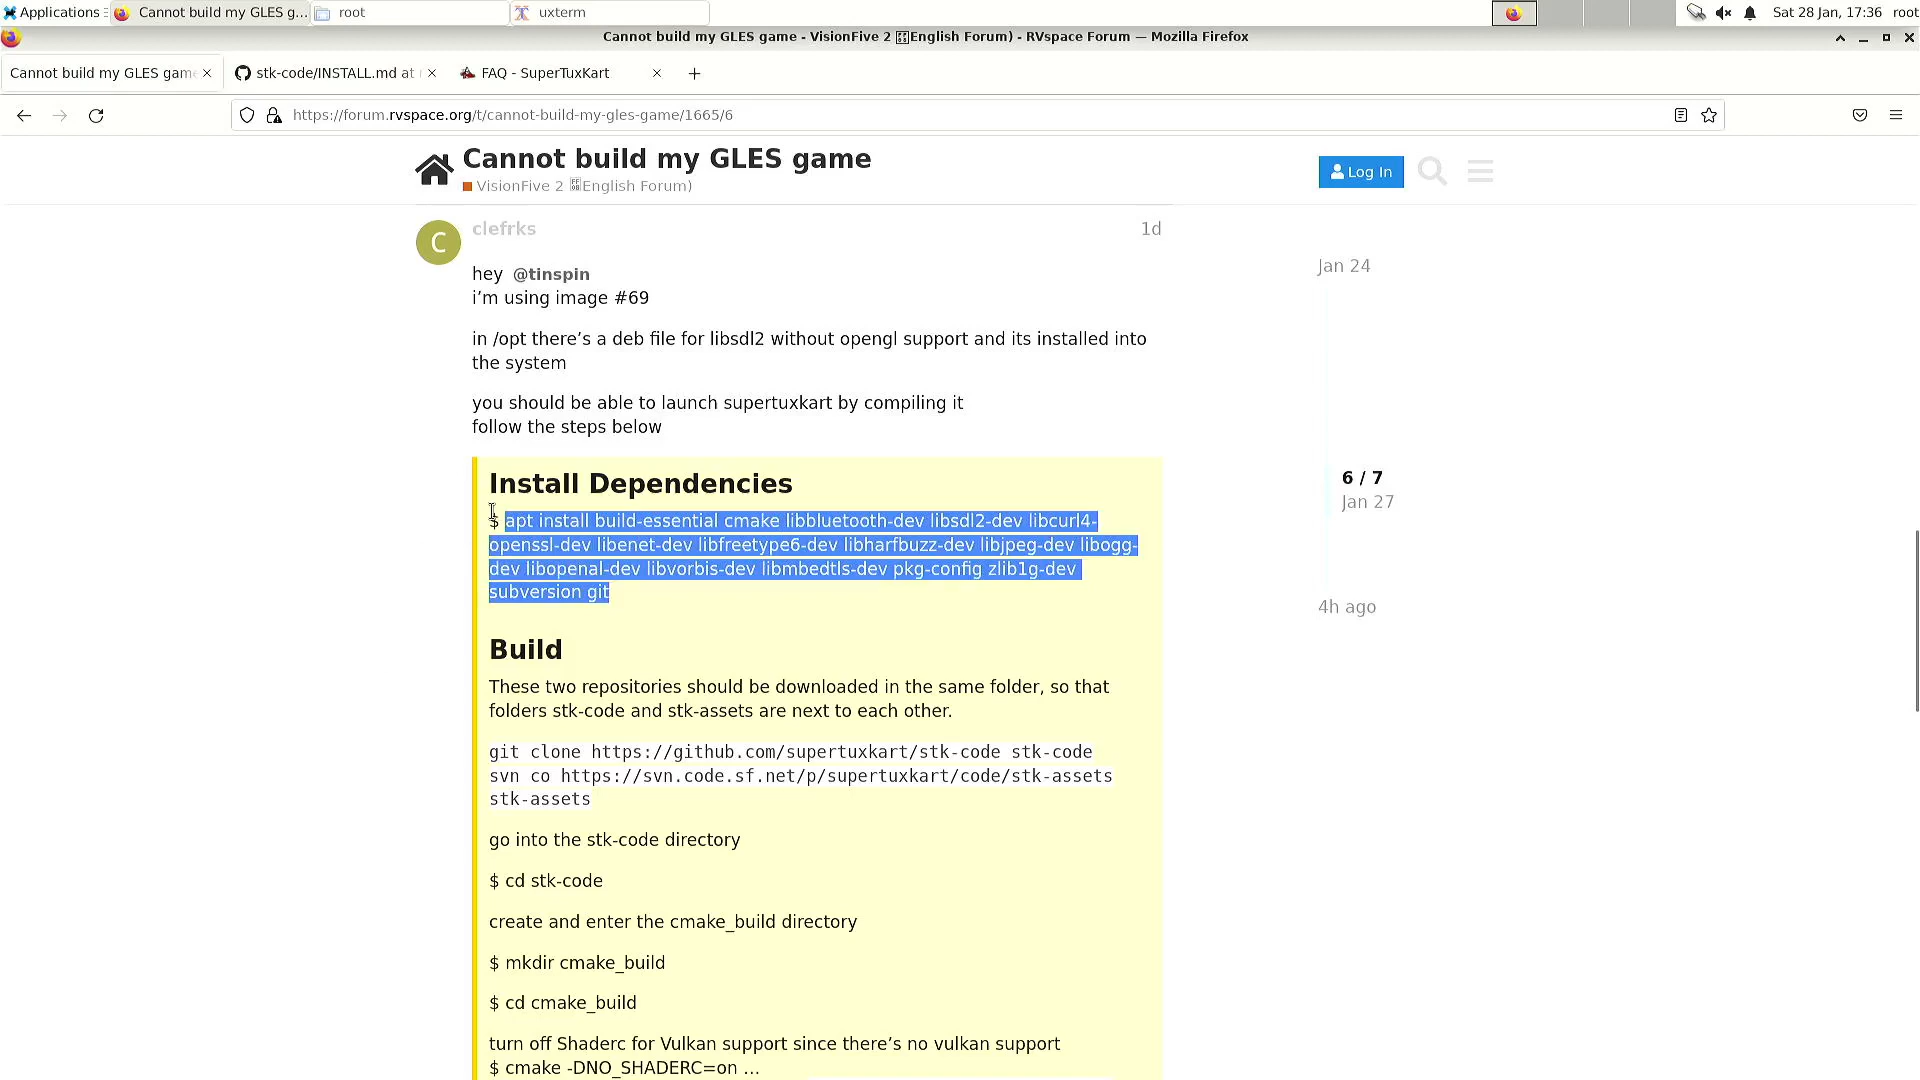 Applications
Cannot build my GLES g...
root
uxterm
Sat 28 Jan, 17:36
root
Cannot build my GLES game - VisionFive 2 English Forum) - RVspace Forum — Mozilla Firefox
Cannot build my GLES gam
stk-code/INSTALL.md at
FAQ - SuperTuxKart
https://forum.rvspace.org/t/cannot-build-my-gles-game/1665/6
Cannot build my GLES game
VisionFive 2 English Forum)
Log In
C
clefrks
1d
hey @tinspin
i’m using image #69
in /opt there’s a deb file for libsdl2 without opengl support and its installed into
the system
you should be able to launch supertuxkart by compiling it
follow the steps below
Install Dependencies
$ apt install build-essential cmake libbluetooth-dev libsdl2-dev libcurl4-
openssl-dev libenet-dev libfreetype6-dev libharfbuzz-dev libjpeg-dev libogg-
dev libopenal-dev libvorbis-dev libmbedtls-dev pkg-config zlib1g-dev
subversion git
Build
These two repositories should be downloaded in the same folder, so that
folders stk-code and stk-assets are next to each other.
git clone https://github.com/supertuxkart/stk-code stk-code
svn co https://svn.code.sf.net/p/supertuxkart/code/stk-assets
stk-assets
go into the stk-code directory
$ cd stk-code
create and enter the cmake_build directory
$ mkdir cmake_build
$ cd cmake_build
turn off Shaderc for Vulkan support since there’s no vulkan support
$ cmake -DNO_SHADERC=on …
Jan 24
6 / 7
Jan 27
4h ago